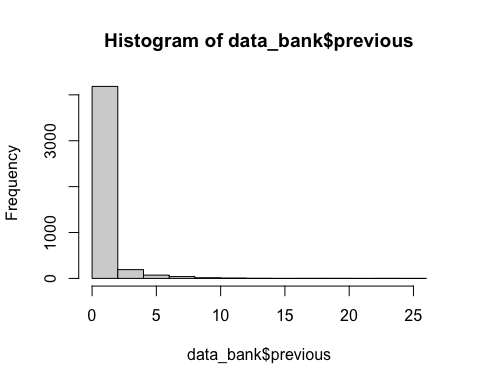 Histogram of data_bank$previous
Frequency
3000
1000
0
0 5 10 15 20 25
data_bank$previous